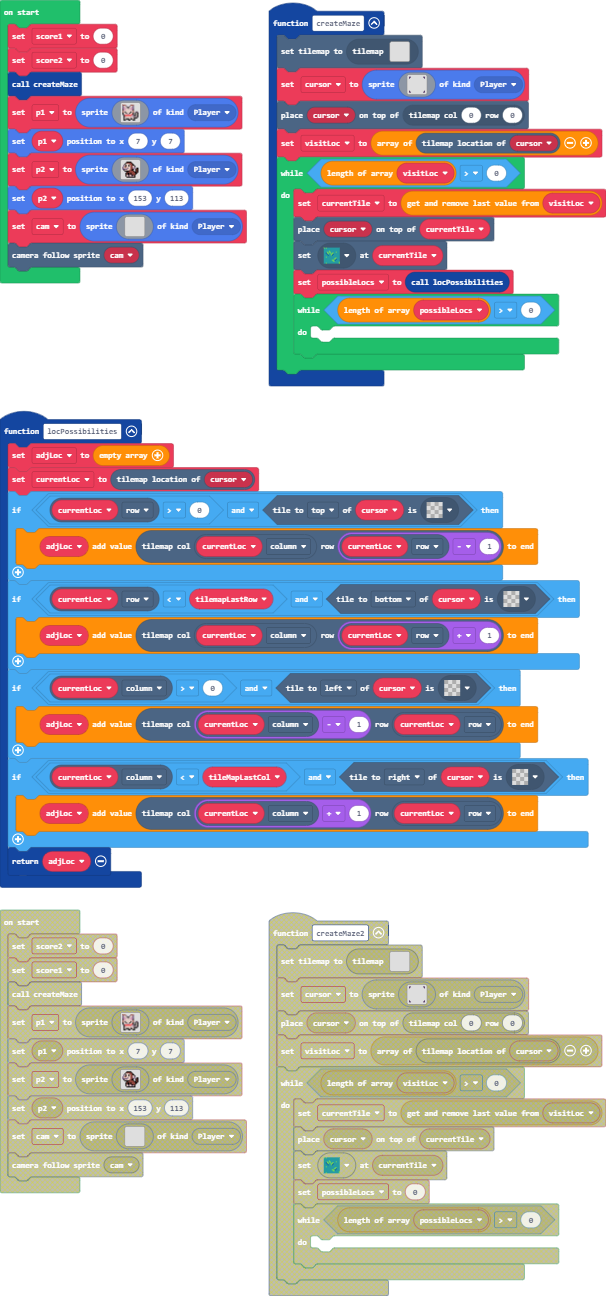 on start
set score1 to 0
set score2 to 0
call createMaze
set p1 to sprite of kind Player
set p1 position to x 7 y 7
set p2 to sprite of kind Player
set p2 position to x 153 y 113
set cam to sprite of kind Player
camera follow sprite cam
function createMaze
set tilemap to tilemap
set cursor to sprite of kind Player
place cursor on top of tilemap col 0 row 0
set visitLoc to array of tilemap location of cursor
while length of array visitLoc > 0
do
set currentTile to get and remove last value from visitLoc
place cursor on top of currentTile
set at currentTile
set possibleLocs to call locPossibilities
while length of array possibleLocs > 0
do
function locPossibilities
set adjLoc to empty array
set currentLoc to tilemap location of cursor
if currentLoc row > 0 and tile to top of cursor is then
adjLoc add value tilemap col currentLoc column row currentLoc row - 1 to end
if currentLoc row < tilemapLastRow and tile to bottom of cursor is then
adjLoc add value tilemap col currentLoc column row currentLoc row + 1 to end
if currentLoc column > 0 and tile to left of cursor is then
adjLoc add value tilemap col currentLoc column - 1 row currentLoc row to end
if currentLoc column < tileMapLastCol and tile to right of cursor is then
adjLoc add value tilemap col currentLoc column + 1 row currentLoc row to end
return adjLoc
on start
set score2 to 0
set score1 to 0
call createMaze
set p1 to sprite of kind Player
set p1 position to x 7 y 7
set p2 to sprite of kind Player
set p2 position to x 153 y 113
set cam to sprite of kind Player
camera follow sprite cam
function createMaze2
set tilemap to tilemap
set cursor to sprite of kind Player
place cursor on top of tilemap col 0 row 0
set visitLoc to array of tilemap location of cursor
while length of array visitLoc > 0
do
set currentTile to get and remove last value from visitLoc
place cursor on top of currentTile
set at currentTile
set possibleLocs to 0
while length of array possibleLocs > 0
do